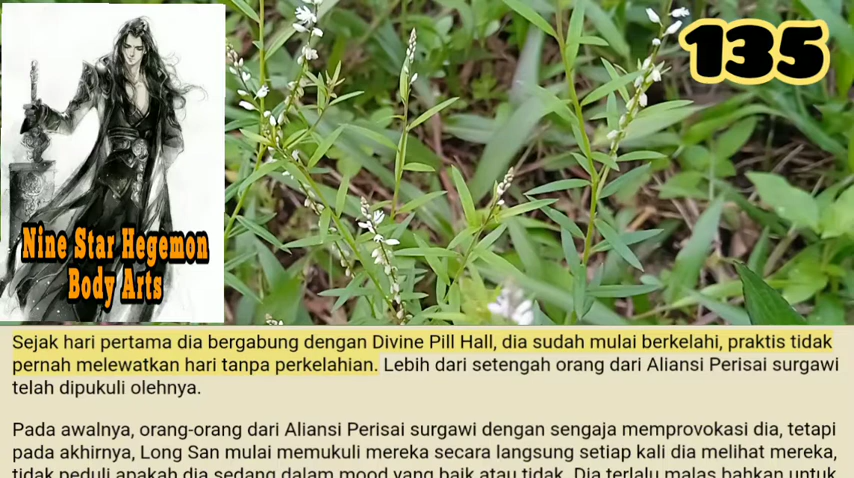 135
Nine Star Hegemon
Body Arts
Sejak hari pertama dia bergabung dengan Divine Pill Hall, dia sudah mulai berkelahi, praktis tidak
pernah melewatkan hari tanpa perkelahian. Lebih dari setengah orang dari Aliansi Perisai surgawi
telah dipukuli olehnya.
Pada awalnya, orang-orang dari Aliansi Perisai surgawi dengan sengaja memprovokasi dia, tetapi
pada akhirnya, Long San mulai memukuli mereka secara langsung setiap kali dia melihat mereka,
tidak peduli apakah dia sedang dalam mood yang baik atau tidak. Dia terlalu malas bahkan untuk